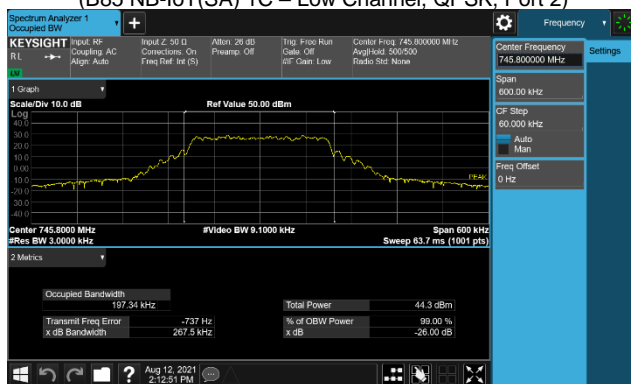 (B85 NB-IoT(SA) 1C – Low Channel, QPSK, Port 2)
Spectrum Analyzer 1
Occupied BW
+
Frequency
KEYSIGHT Input: RF Input Z: 50 Ω Atten: 26 dB Trig: Free Run Center Freq: 745.800000 MHz
RL Coupling: AC Corrections: On Preamp: Off Gate: Off Avg|Hold: 500/500
Align: Auto Freq Ref: Int (S) #IF Gain: Low Radio Std: None
LXI
Center Frequency
745.800000 MHz
Settings
Span
600.00 kHz
CF Step
60.000 kHz
Auto
Man
Freq Offset
0 Hz
1 Graph
Scale/Div 10.0 dB Ref Value 50.00 dBm
Log
40.0
30.0
20.0
10.0
0.00
-10.0
-20.0
-30.0
-40.0
PEAK
Center 745.8000 MHz #Video BW 9.1000 kHz Span 600 kHz
#Res BW 3.0000 kHz Sweep 63.7 ms (1001 pts)
2 Metrics
Occupied Bandwidth
197.34 kHz Total Power 44.3 dBm
Transmit Freq Error -737 Hz % of OBW Power 99.00 %
x dB Bandwidth 267.5 kHz x dB -26.00 dB
? Aug 12, 2021
2:12:51 PM